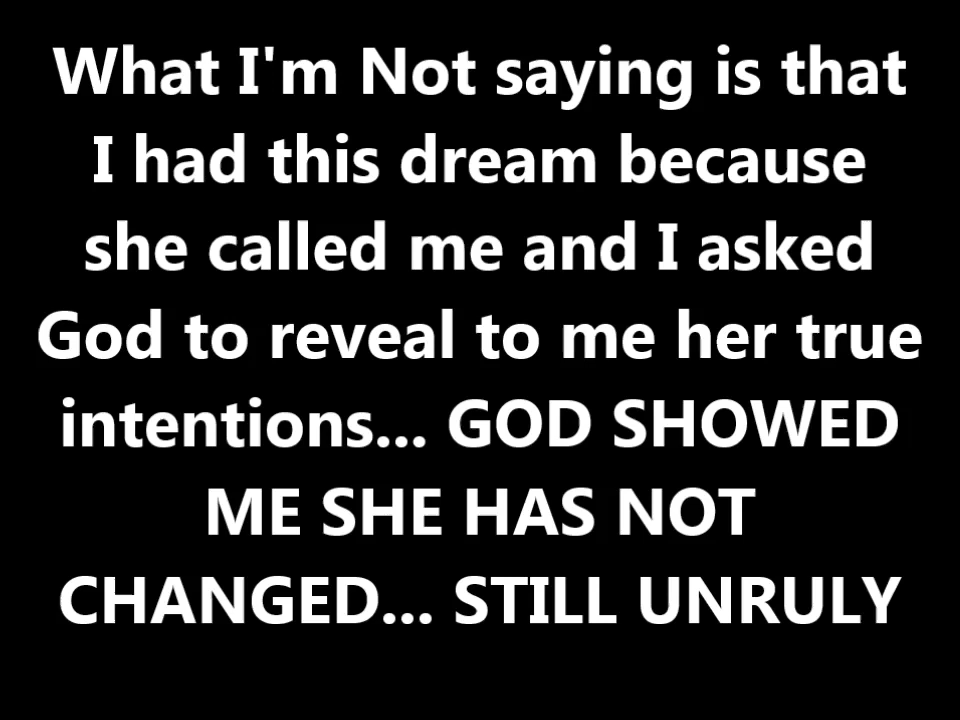 What I'm Not saying is that
I had this dream because
she called me and I asked
God to reveal to me her true
intentions... GOD SHOWED
ME SHE HAS NOT
CHANGED... STILL UNRULY